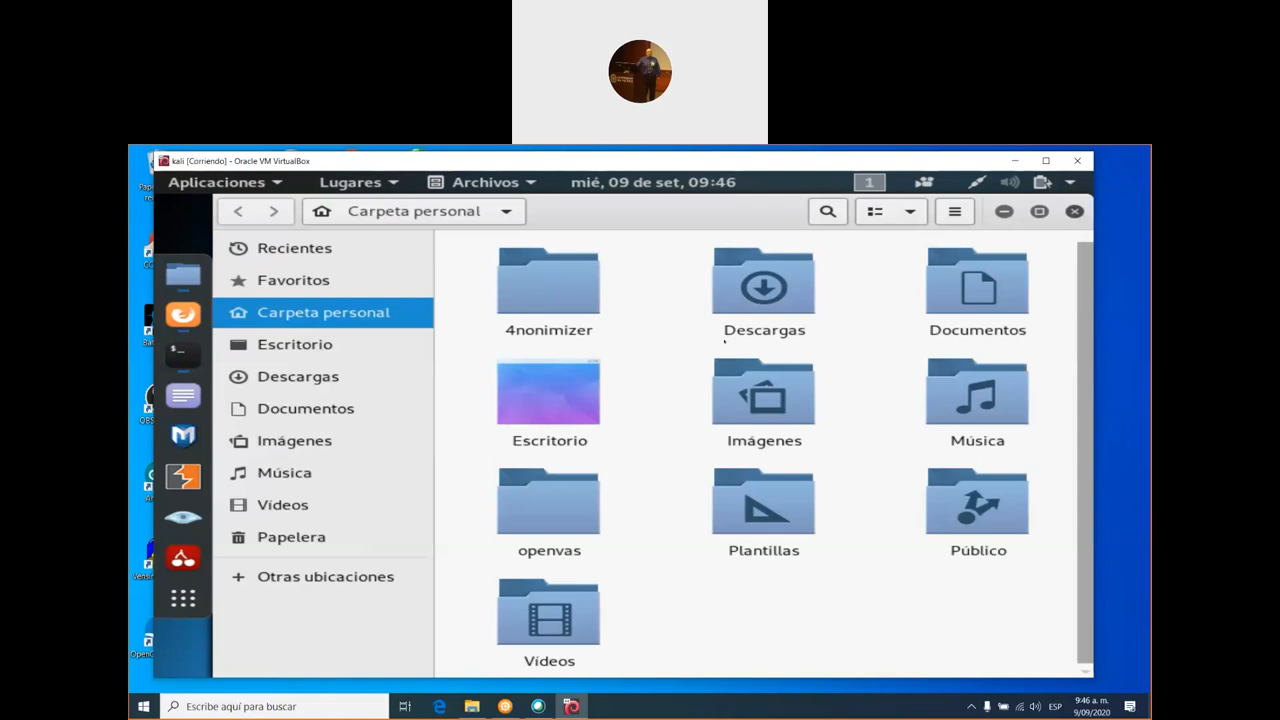 kali [Corriendo] - Oracle VM VirtualBox
Aplicaciones Lugares Archivos mié, 09 de set, 09:46 1
Carpeta personal
Recientes
Favoritos
Carpeta personal
Escritorio
Descargas
Documentos
Imágenes
Música
Vídeos
Papelera
+ Otras ubicaciones
4nonimizer Descargas Documentos
Escritorio Imágenes Música
openvas Plantillas Público
Vídeos
Escribe aquí para buscar
ESP
9:46 a. m.
9/09/2020